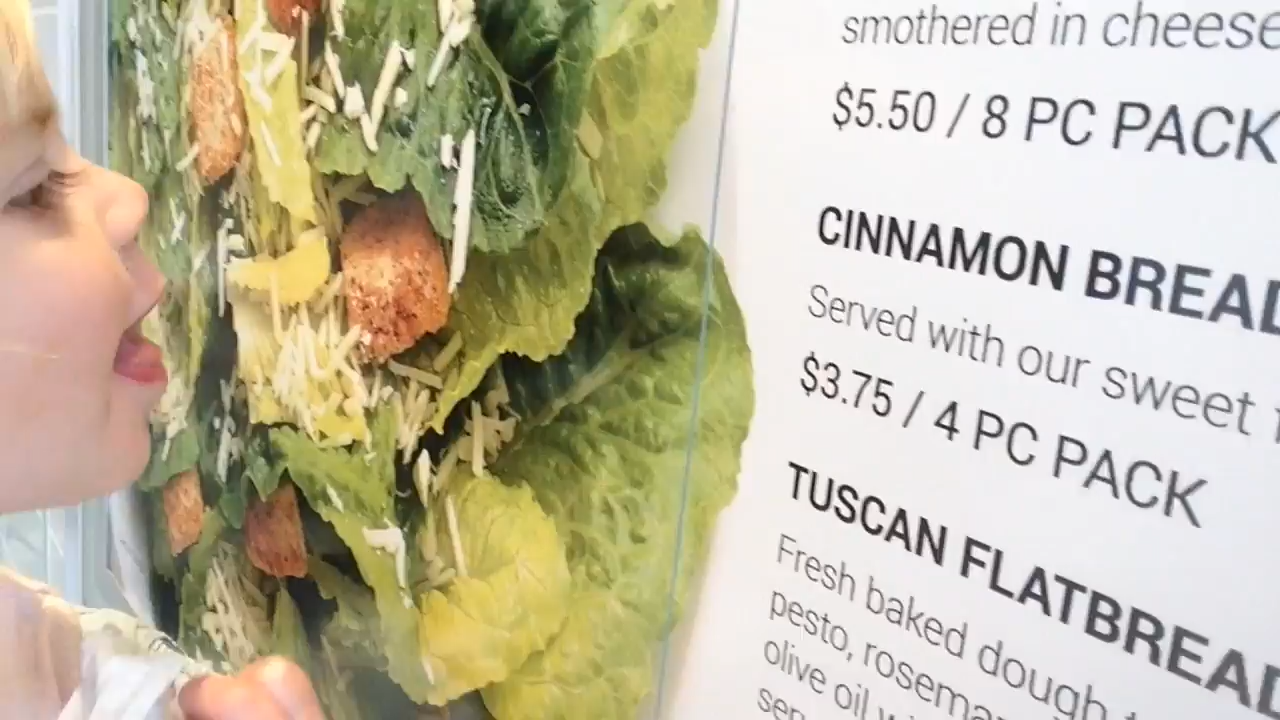 smothered in cheese
$5.50 / 8 PC PACK
CINNAMON BREAD
Served with our sweet
$3.75 / 4 PC PACK
TUSCAN FLATBREAD
Fresh baked dough
pesto, rosemar
olive oil